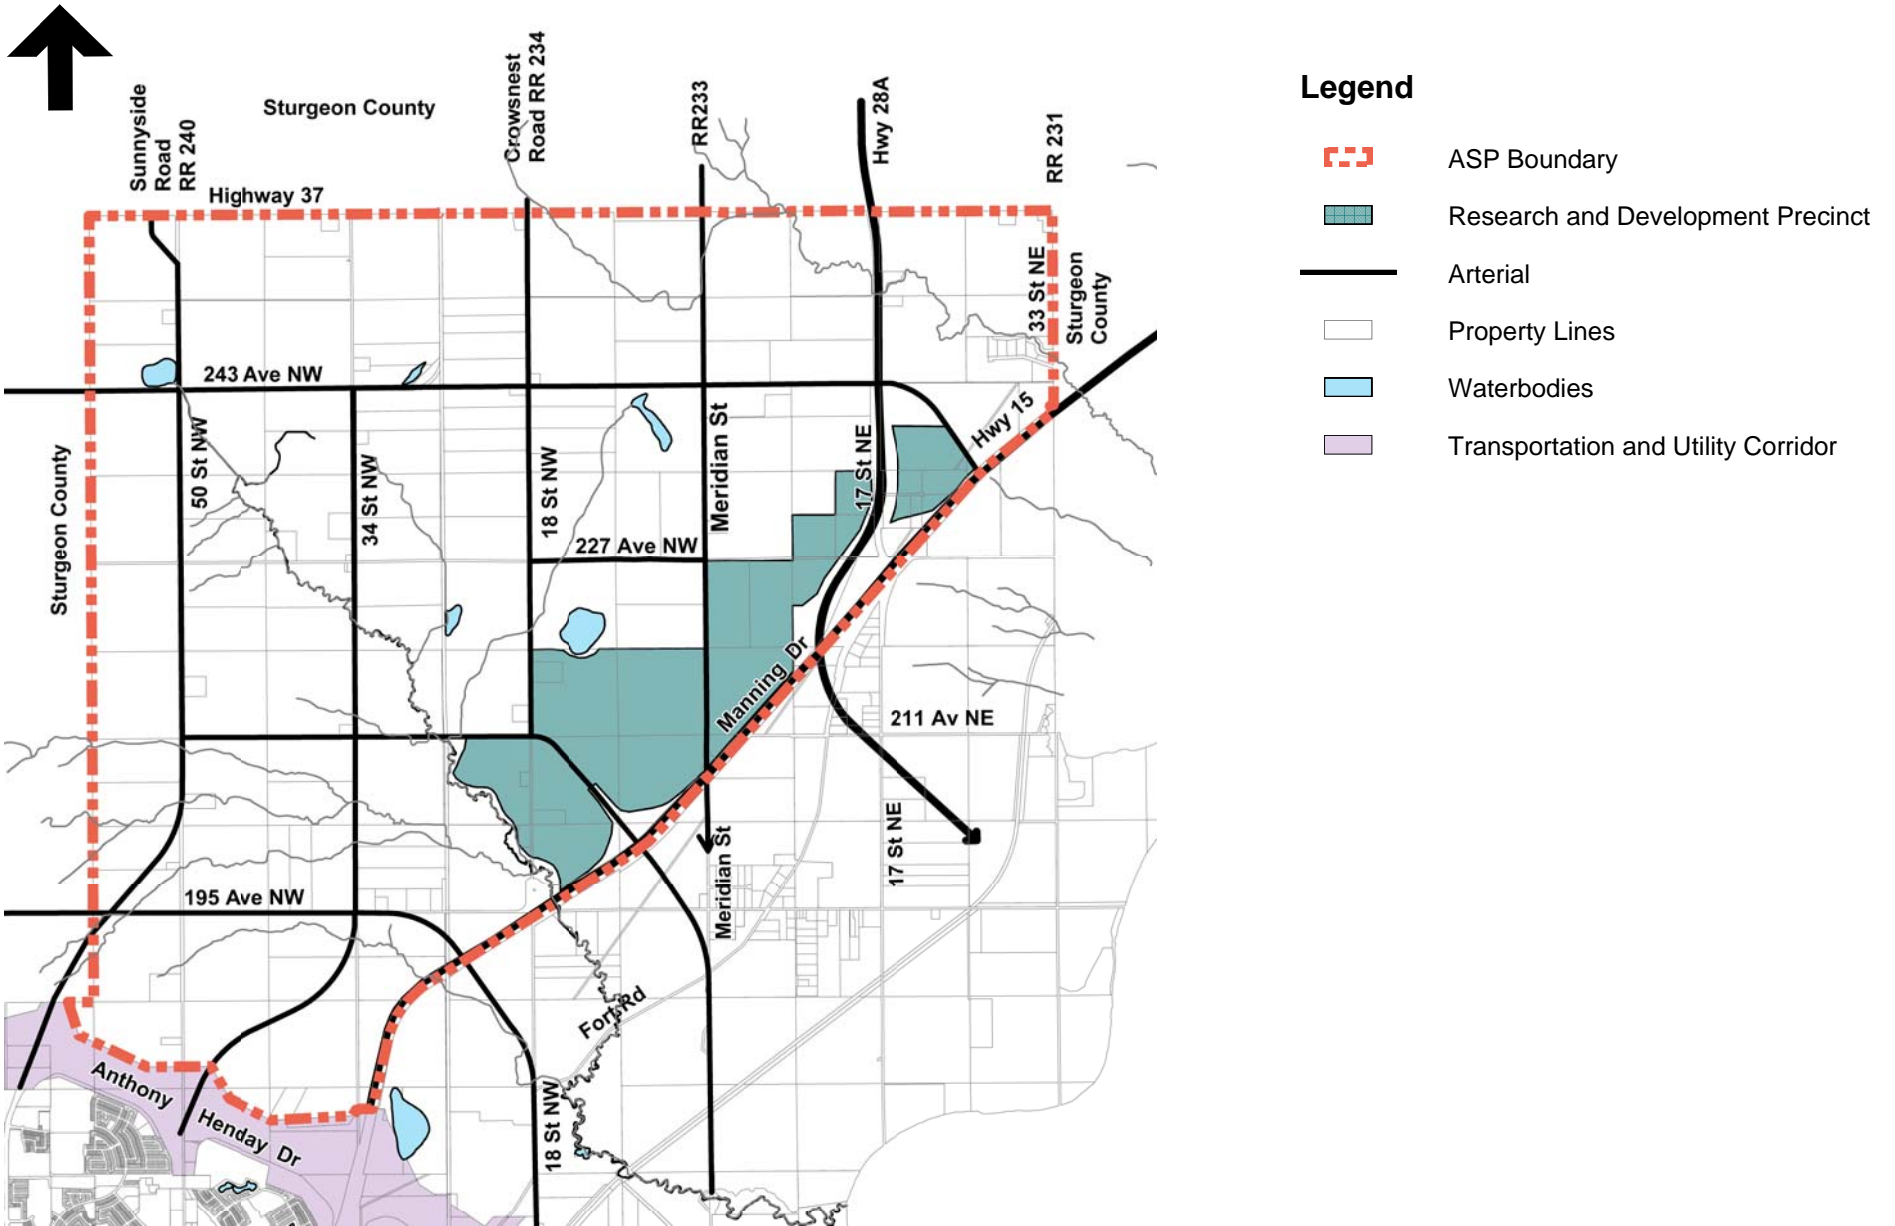 Sturgeon County
Sunnyside
Road
RR 240
Crowsnest
Road RR 234
RR233
Hwy 28A
RR 231
Highway 37
33 St NE
Sturgeon
County
243 Ave NW
Sturgeon County
50 St NW
34 St NW
18 St NW
Meridian St
17 St NE
Hwy 15
227 Ave NW
Manning Dr
211 Av NE
17 St NE
Meridian St
195 Ave NW
Fort Rd
Anthony
Henday Dr
18 St NW
Legend
ASP Boundary
Research and Development Precinct
Arterial
Property Lines
Waterbodies
Transportation and Utility Corridor